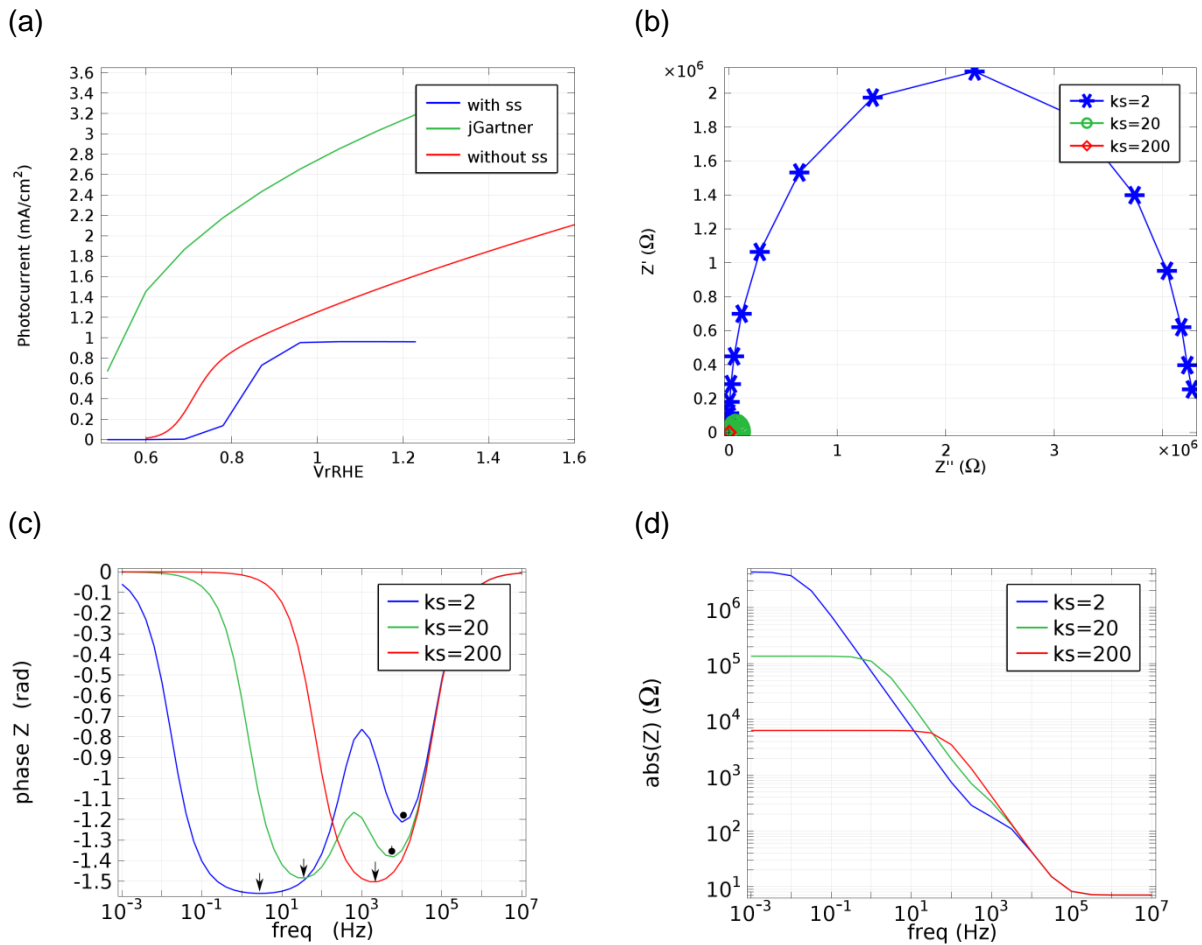 (a)
Photocurrent (mA/cm²)
3.6
3.4
3.2
3
2.8
2.6
2.4
2.2
2
1.8
1.6
1.4
1.2
1
0.8
0.6
0.4
0.2
0
with ss
jGartner
without ss
0.6 0.8 1 1.2 1.4 1.6
VrRHE
(b)
×10⁶
Z' (Ω)
2
1.8
1.6
1.4
1.2
1
0.8
0.6
0.4
0.2
0
ks=2
ks=20
ks=200
0 1 2 3 ×10⁶
Z'' (Ω)
(c)
phase Z (rad)
0
-0.1
-0.2
-0.3
-0.4
-0.5
-0.6
-0.7
-0.8
-0.9
-1
-1.1
-1.2
-1.3
-1.4
-1.5
ks=2
ks=20
ks=200
10⁻³ 10⁻¹ 10¹ 10³ 10⁵ 10⁷
freq (Hz)
(d)
abs(Z) (Ω)
10⁶
10⁵
10⁴
10³
10²
10¹
ks=2
ks=20
ks=200
10⁻³ 10⁻¹ 10¹ 10³ 10⁵ 10⁷
freq (Hz)